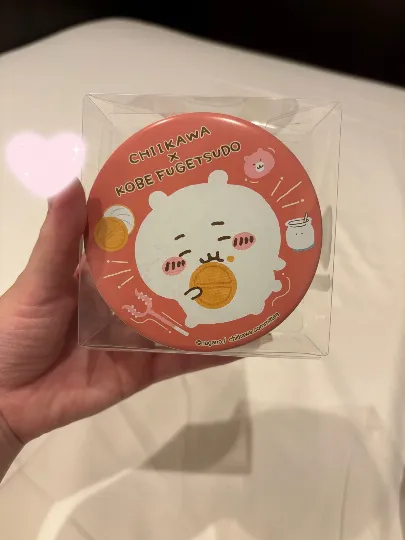 CHIIKAWA
×
KOBE FUGETSUDO